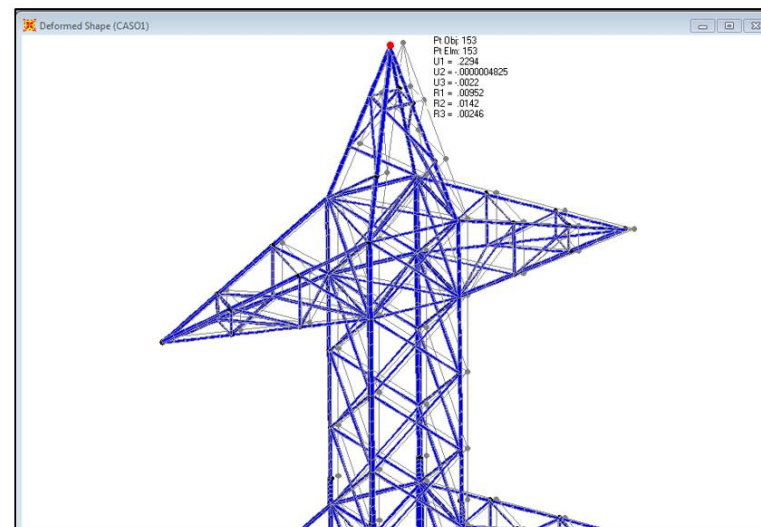 Deformed Shape (CASO1)
Pt Obj: 153
Pt Elm: 153
U1 = .2294
U2 = -.0000004825
U3 = -.0022
R1 = .00952
R2 = .0142
R3 = .00246